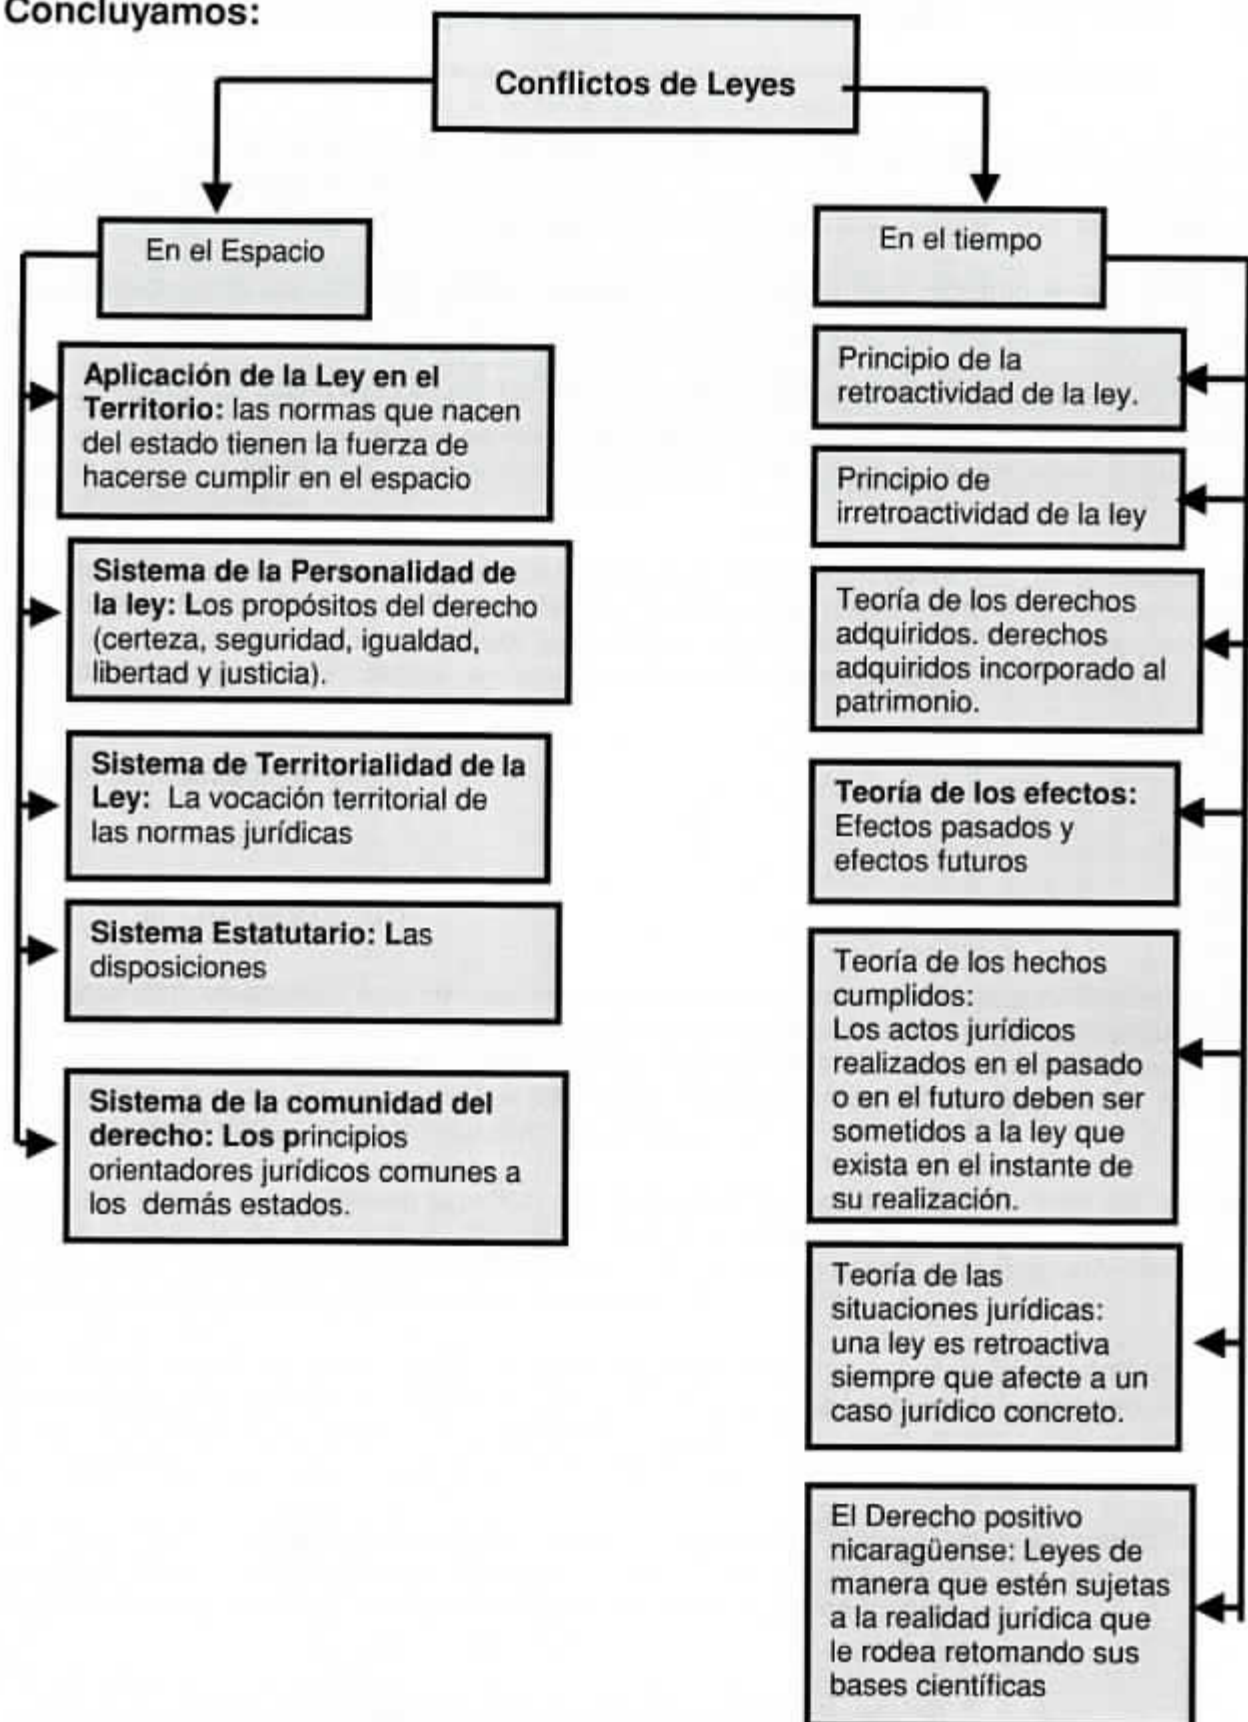 Concluyamos:
Conflictos de Leyes
En el Espacio
Aplicación de la Ley en el
Territorio: las normas que nacen
del estado tienen la fuerza de
hacerse cumplir en el espacio
Sistema de la Personalidad de
la ley: Los propósitos del derecho
(certeza, seguridad, igualdad,
libertad y justicia).
Sistema de Territorialidad de la
Ley: La vocación territorial de
las normas jurídicas
Sistema Estatutario: Las
disposiciones
Sistema de la comunidad del
derecho: Los principios
orientadores jurídicos comunes a
los demás estados.
En el tiempo
Principio de la
retroactividad de la ley.
Principio de
irretroactividad de la ley
Teoría de los derechos
adquiridos. derechos
adquiridos incorporado al
patrimonio.
Teoría de los efectos:
Efectos pasados y
efectos futuros
Teoría de los hechos
cumplidos:
Los actos jurídicos
realizados en el pasado
o en el futuro deben ser
sometidos a la ley que
exista en el instante de
su realización.
Teoría de las
situaciones jurídicas:
una ley es retroactiva
siempre que afecte a un
caso jurídico concreto.
El Derecho positivo
nicaragüense: Leyes de
manera que estén sujetas
a la realidad jurídica que
le rodea retomando sus
bases científicas